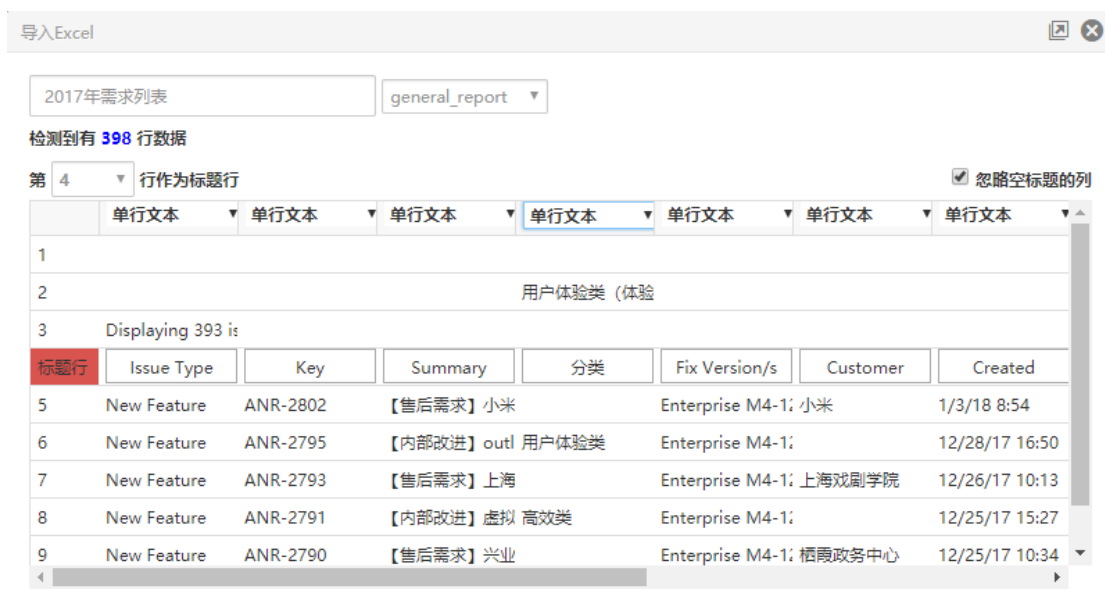 导入Excel
2017年需求列表 general_report
检测到有 398 行数据
第 4 行作为标题行 忽略空标题的列
单行文本 单行文本 单行文本 单行文本 单行文本 单行文本 单行文本
1
2 用户体验类（体验
3 Displaying 393 is
标题行 Issue Type Key Summary 分类 Fix Version/s Customer Created
5 New Feature ANR-2802 【售后需求】小米 Enterprise M4-12 小米 1/3/18 8:54
6 New Feature ANR-2795 【内部改进】outl 用户体验类 Enterprise M4-12 12/28/17 16:50
7 New Feature ANR-2793 【售后需求】上海 Enterprise M4-12 上海戏剧学院 12/26/17 10:13
8 New Feature ANR-2791 【内部改进】虚拟 高效类 Enterprise M4-12 12/25/17 15:27
9 New Feature ANR-2790 【售后需求】兴业 Enterprise M4-12 栖霞政务中心 12/25/17 10:34